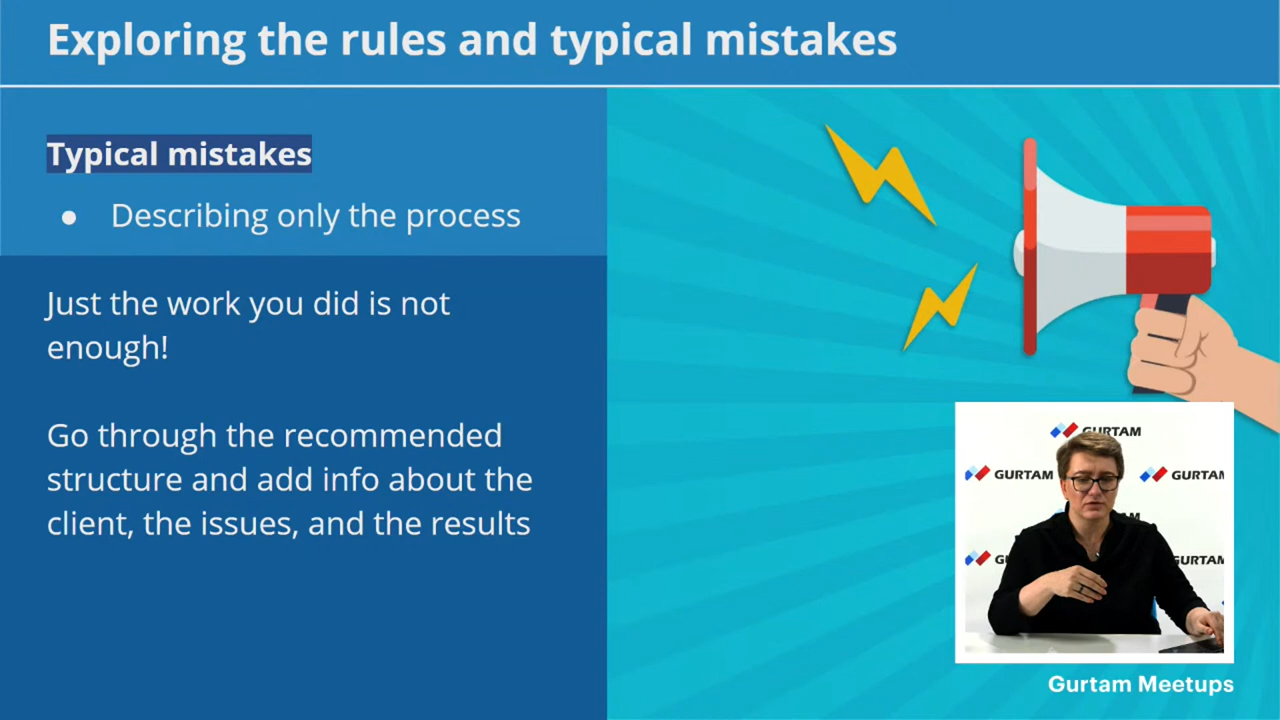 Exploring the rules and typical mistakes
Typical mistakes
● Describing only the process
Just the work you did is not
enough!
Go through the recommended
structure and add info about the
client, the issues, and the results
GURTAM
GURTAM
GURTAM
GURTAM
Gurtam Meetups